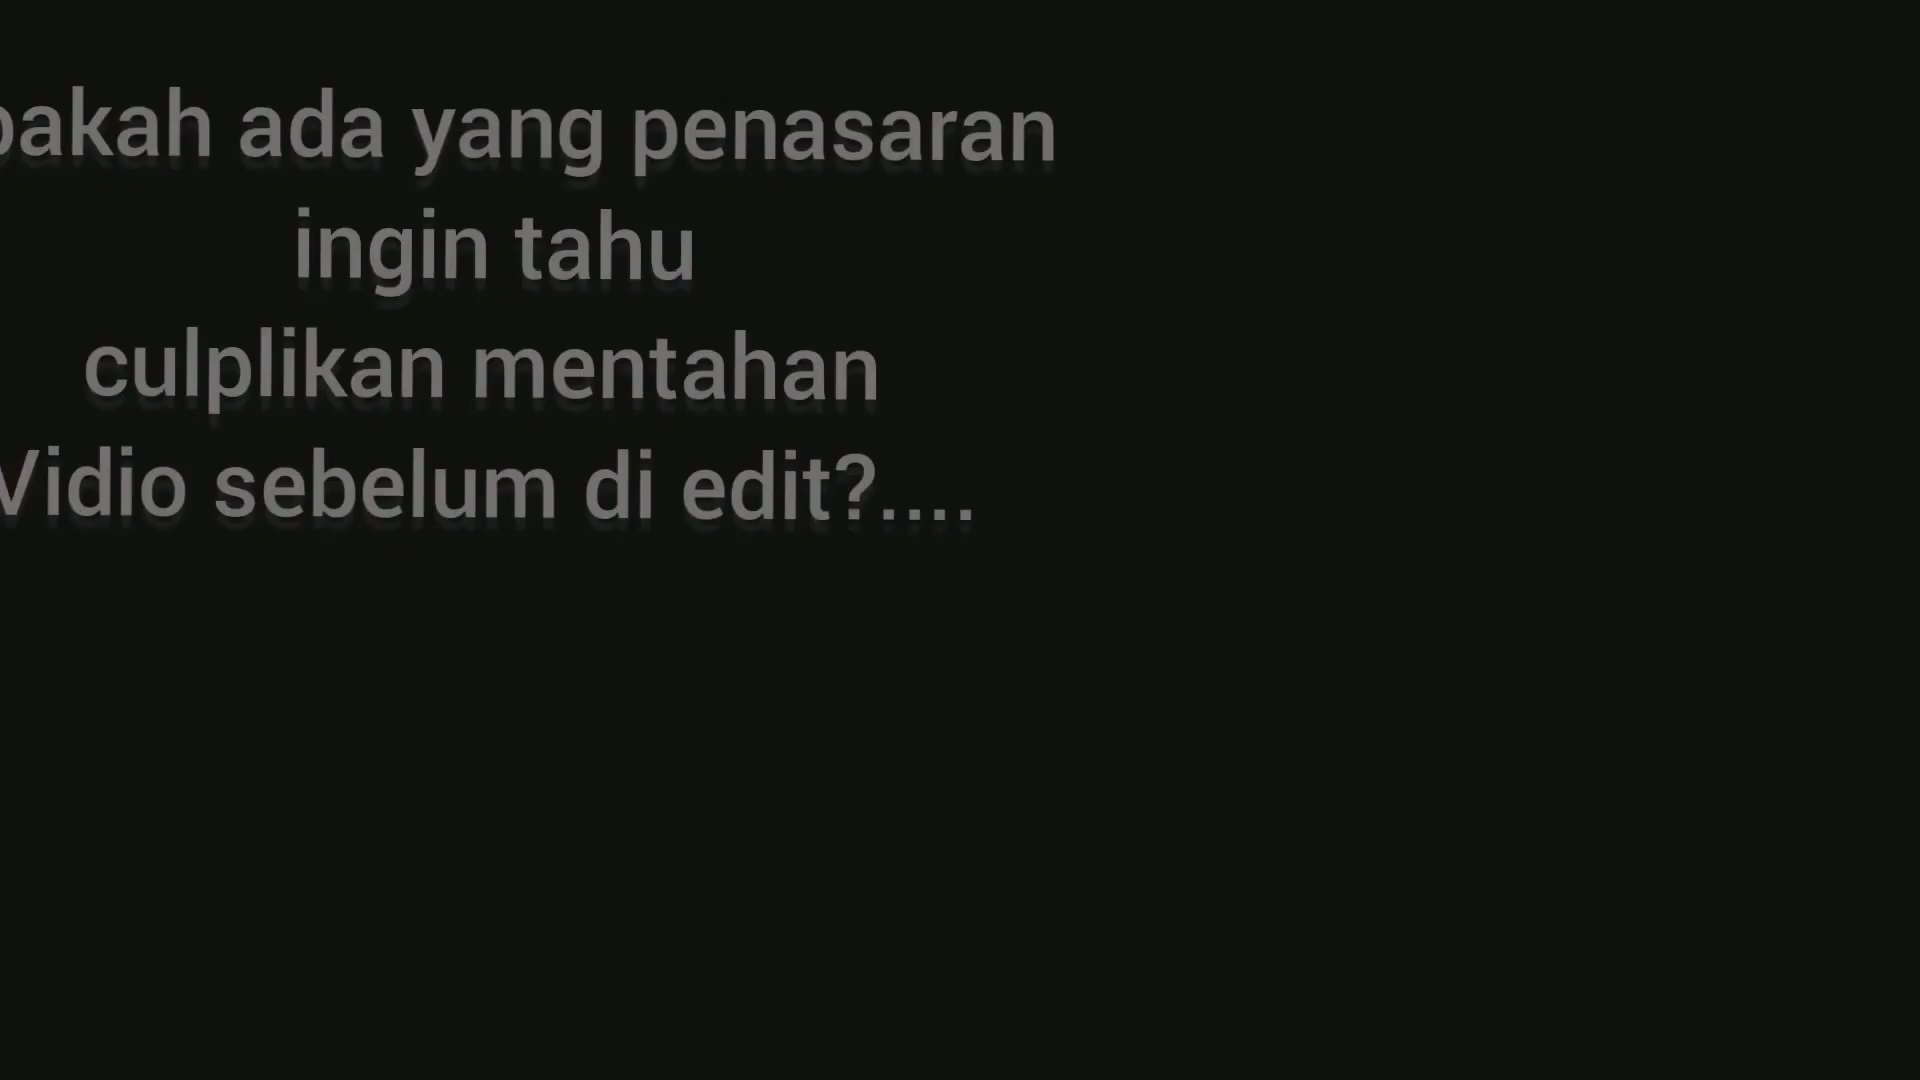 pakah ada yang penasaran
ingin tahu
culplikan mentahan
Vidio sebelum di edit?....